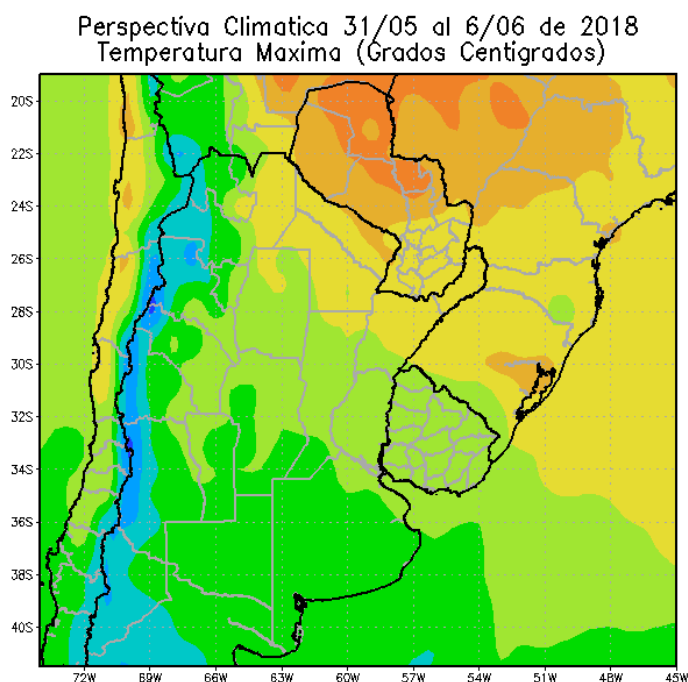 Perspectiva Climatica 31/05 al 6/06 de 2018
Temperatura Maxima (Grados Centigrados)
20S
22S
24S
26S
28S
30S
32S
34S
36S
38S
40S
72W 69W 66W 63W 60W 57W 54W 51W 48W 45W